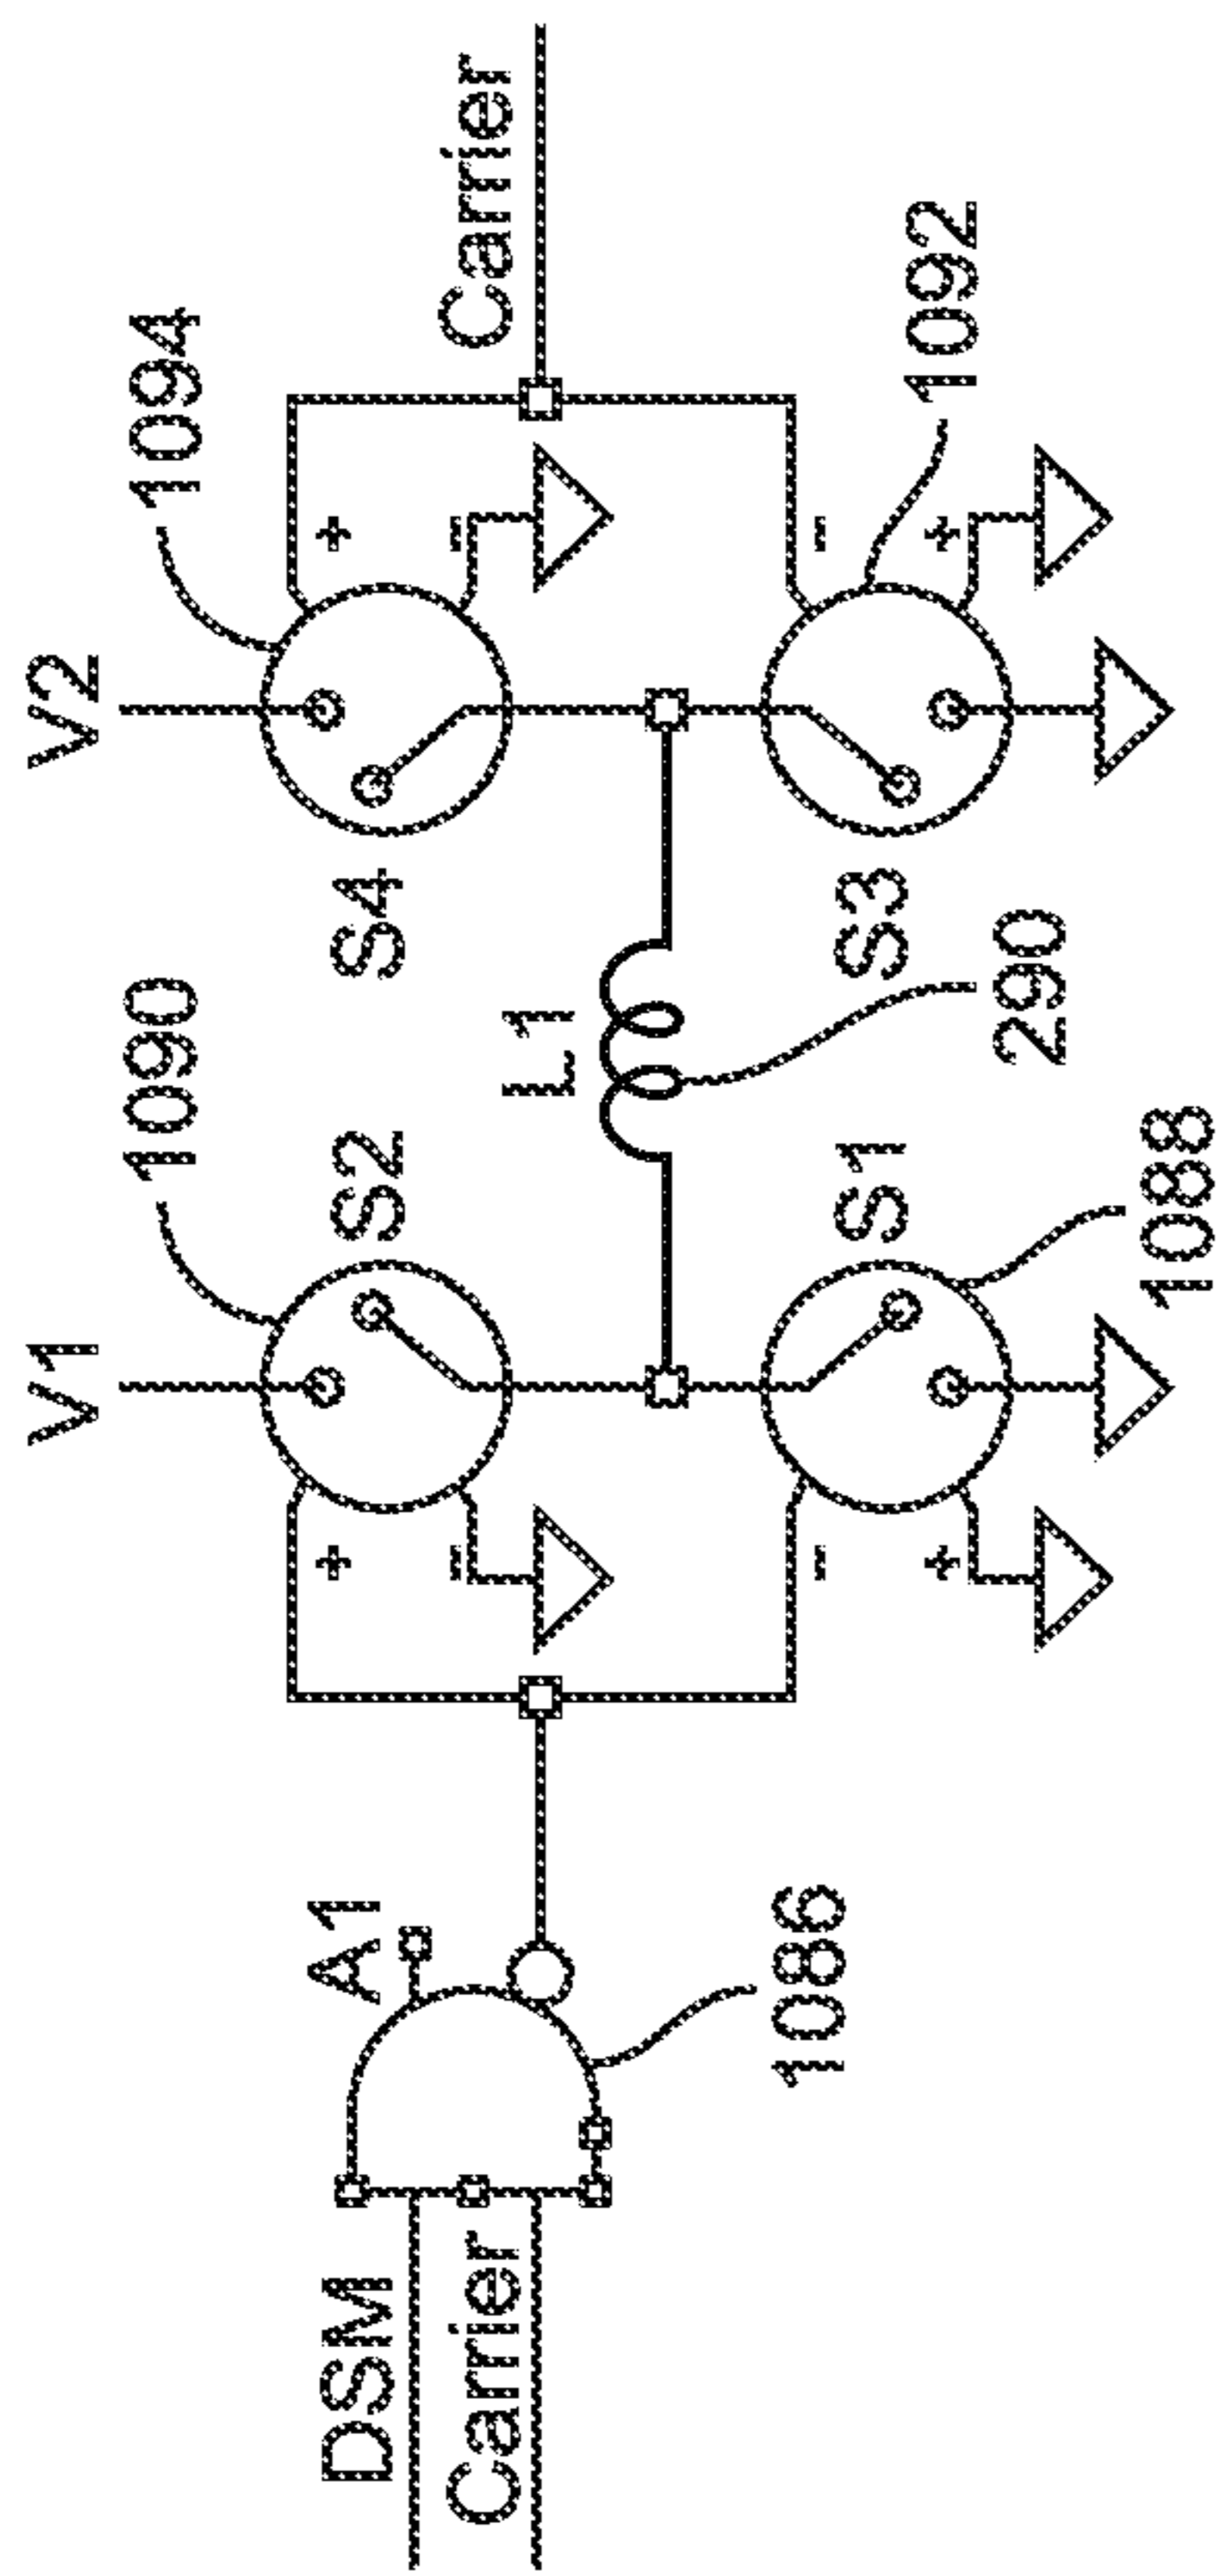 V1
V2
1090
1094
S2
S4
+
+
-
-
L1
Carrier
A1
DSM
Carrier
-
-
+
+
S1
S3
290
1092
1086
1088